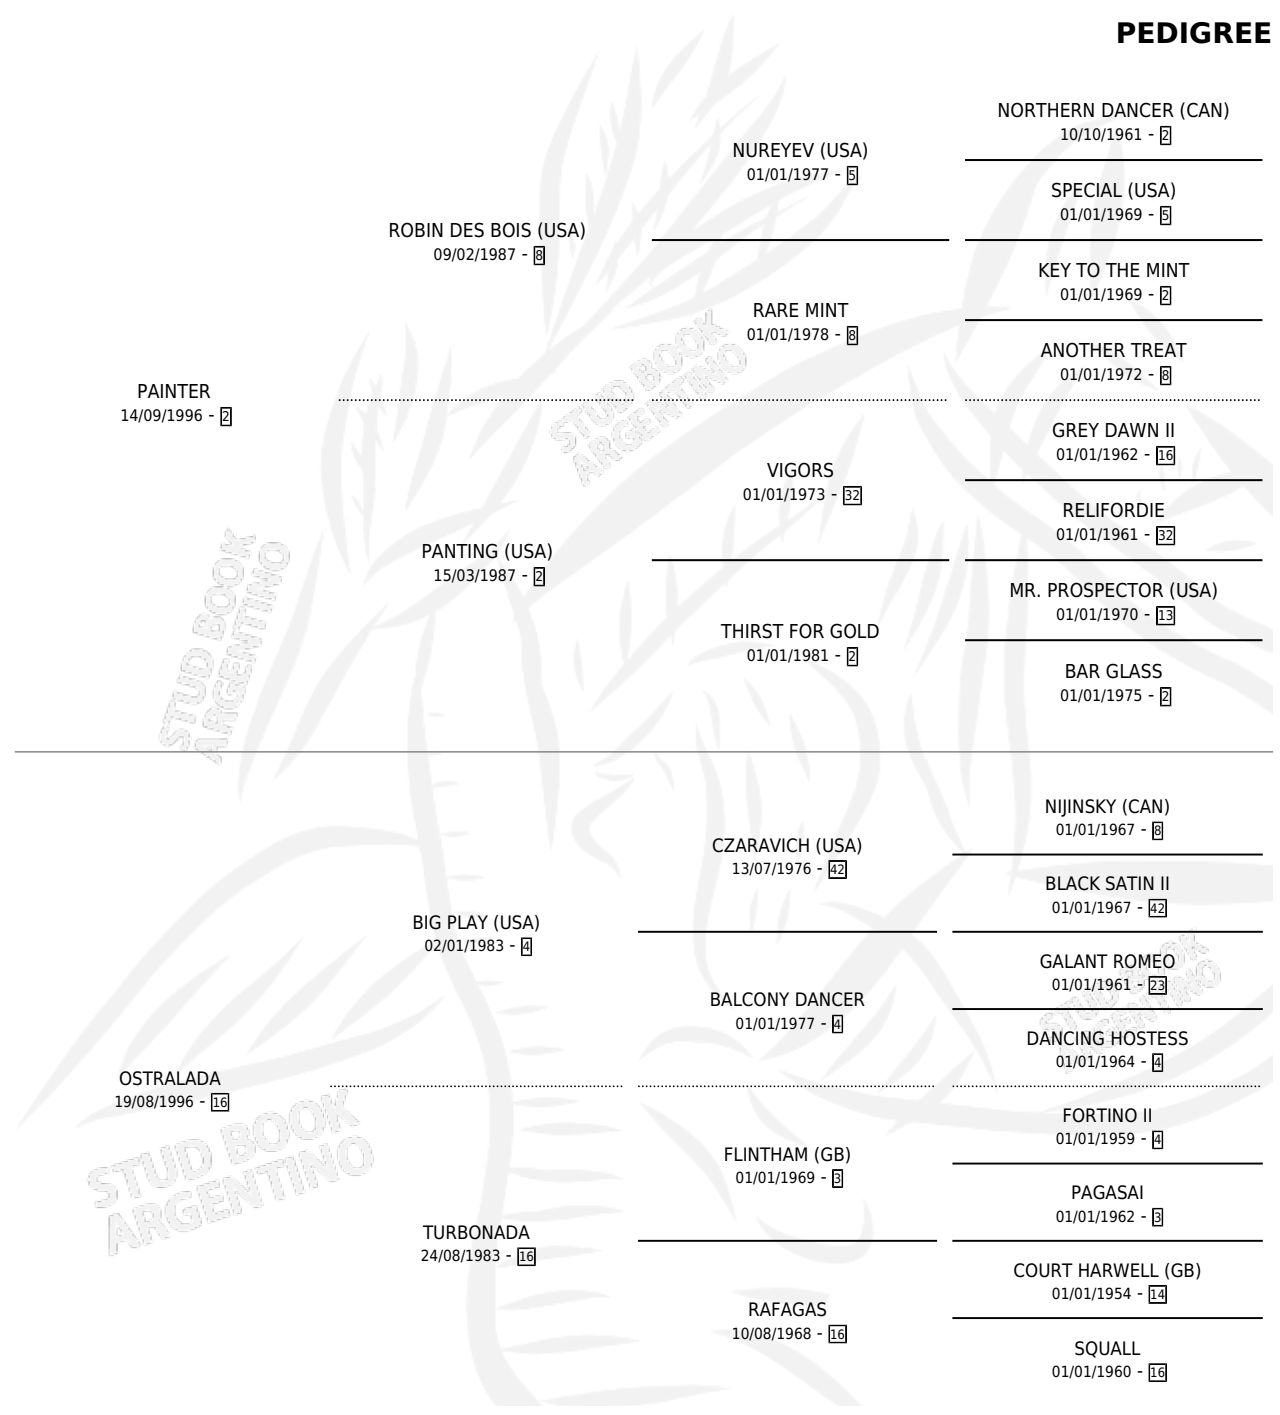 PEDIGREE
NORTHERN DANCER (CAN)
10/10/1961 - 2
NUREYEV (USA)
01/01/1977 - 5
SPECIAL (USA)
01/01/1969 - 5
ROBIN DES BOIS (USA)
09/02/1987 - 8
KEY TO THE MINT
01/01/1969 - 2
RARE MINT
01/01/1978 - 8
ANOTHER TREAT
01/01/1972 - 8
PAINTER
14/09/1996 - 2
STUD BOOK
ARGENTINO
GREY DAWN II
01/01/1962 - 16
VIGORS
01/01/1973 - 32
RELIFORDIE
01/01/1961 - 32
PANTING (USA)
15/03/1987 - 2
MR. PROSPECTOR (USA)
01/01/1970 - 13
THIRST FOR GOLD
01/01/1981 - 2
BAR GLASS
01/01/1975 - 2
STUD BOOK
ARGENTINO
NIJINSKY (CAN)
01/01/1967 - 8
CZARAVICH (USA)
13/07/1976 - 42
BLACK SATIN II
01/01/1967 - 42
BIG PLAY (USA)
02/01/1983 - 4
GALANT ROMEO
01/01/1961 - 23
BALCONY DANCER
01/01/1977 - 4
STUD BOOK
ARGENTINO
DANCING HOSTESS
01/01/1964 - 4
OSTRALADA
19/08/1996 - 16
FORTINO II
01/01/1959 - 4
FLINTHAM (GB)
01/01/1969 - 3
STUD BOOK
ARGENTINO
PAGASAI
01/01/1962 - 3
TURBONADA
24/08/1983 - 16
COURT HARWELL (GB)
01/01/1954 - 14
RAFAGAS
10/08/1968 - 16
SQUALL
01/01/1960 - 16